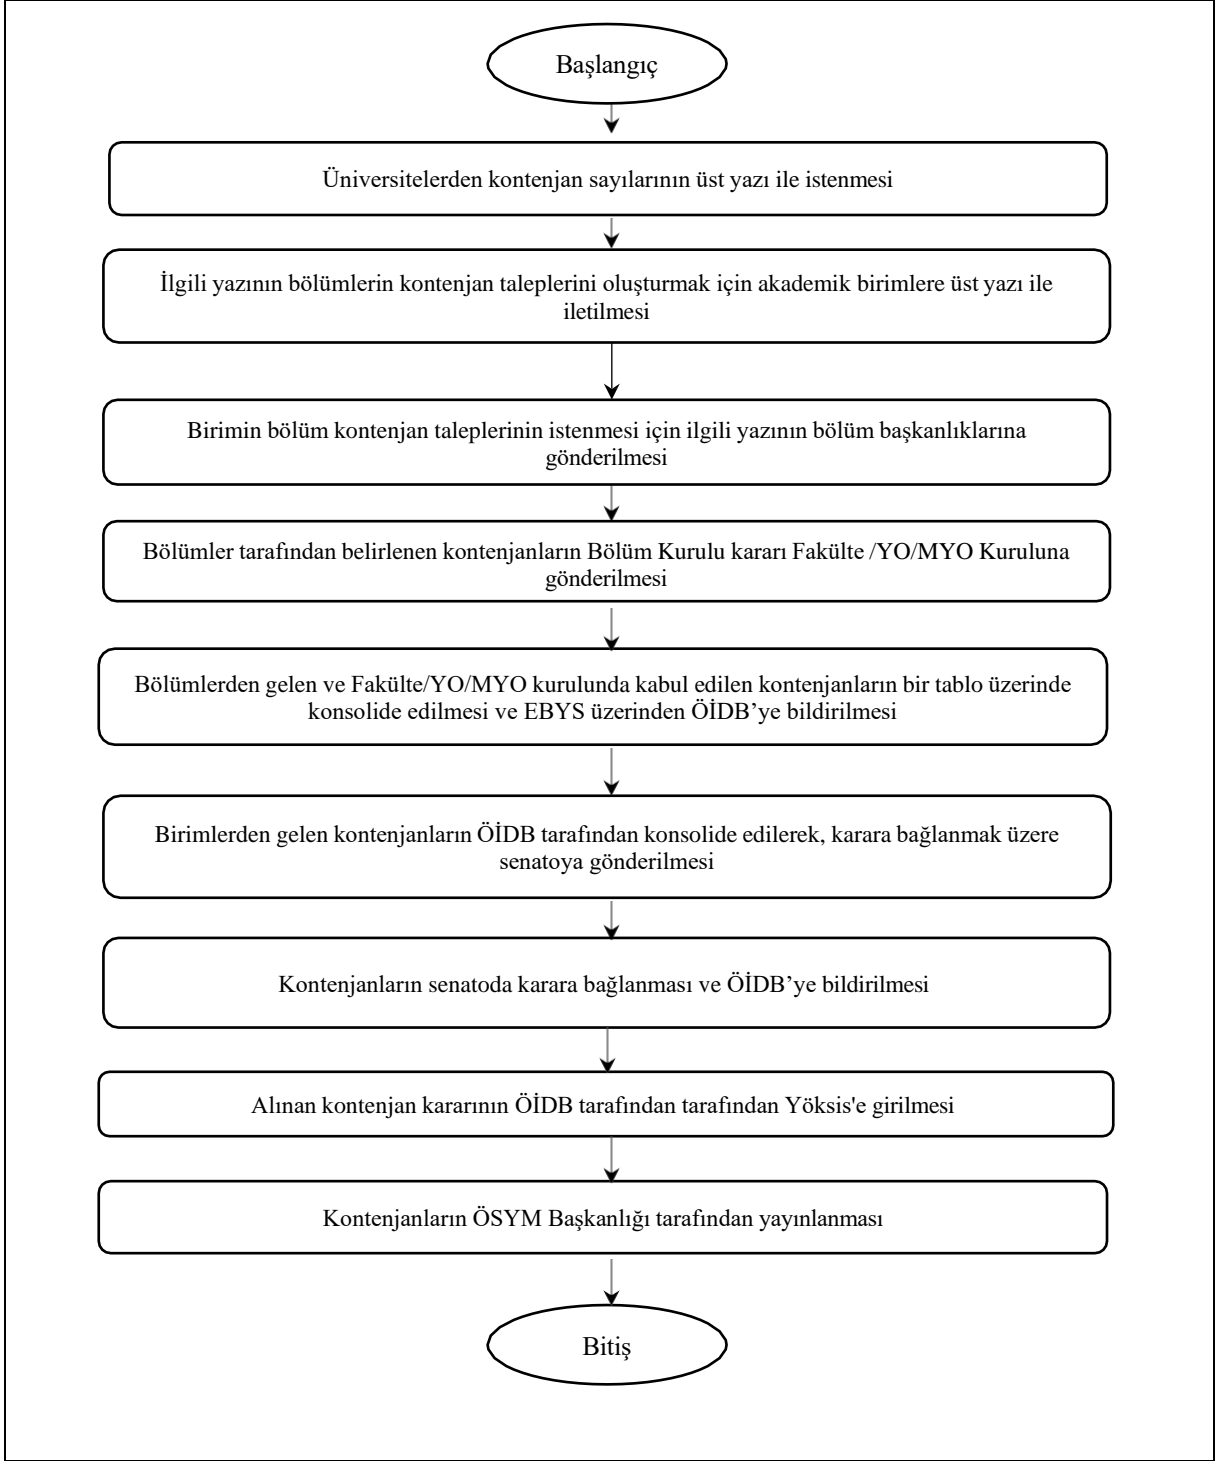 Başlangıç
Üniversitelerden kontenjan sayılarının üst yazı ile istenmesi
İlgili yazının bölümlerin kontenjan taleplerini oluşturmak için akademik birimlere üst yazı ile
iletilmesi
Birimin bölüm kontenjan taleplerinin istenmesi için ilgili yazının bölüm başkanlıklarına
gönderilmesi
Bölümler tarafından belirlenen kontenjanların Bölüm Kurulu kararı Fakülte /YO/MYO Kuruluna
gönderilmesi
Bölümlerden gelen ve Fakülte/YO/MYO kurulunda kabul edilen kontenjanların bir tablo üzerinde
konsolide edilmesi ve EBYS üzerinden ÖİDB’ye bildirilmesi
Birimlerden gelen kontenjanların ÖİDB tarafından konsolide edilerek, karara bağlanmak üzere
senatoya gönderilmesi
Kontenjanların senatoda karara bağlanması ve ÖİDB’ye bildirilmesi
Alınan kontenjan kararının ÖİDB tarafından tarafından Yöksis'e girilmesi
Kontenjanların ÖSYM Başkanlığı tarafından yayınlanması
Bitiş